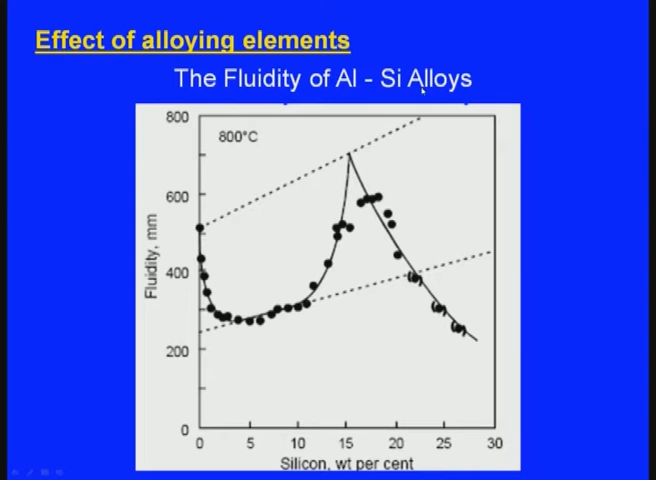 Effect of alloying elements
The Fluidity of Al - Si Alloys
800
800°C
600
400
200
0
Fluidity, mm
0 5 10 15 20 25 30
Silicon, wt per cent